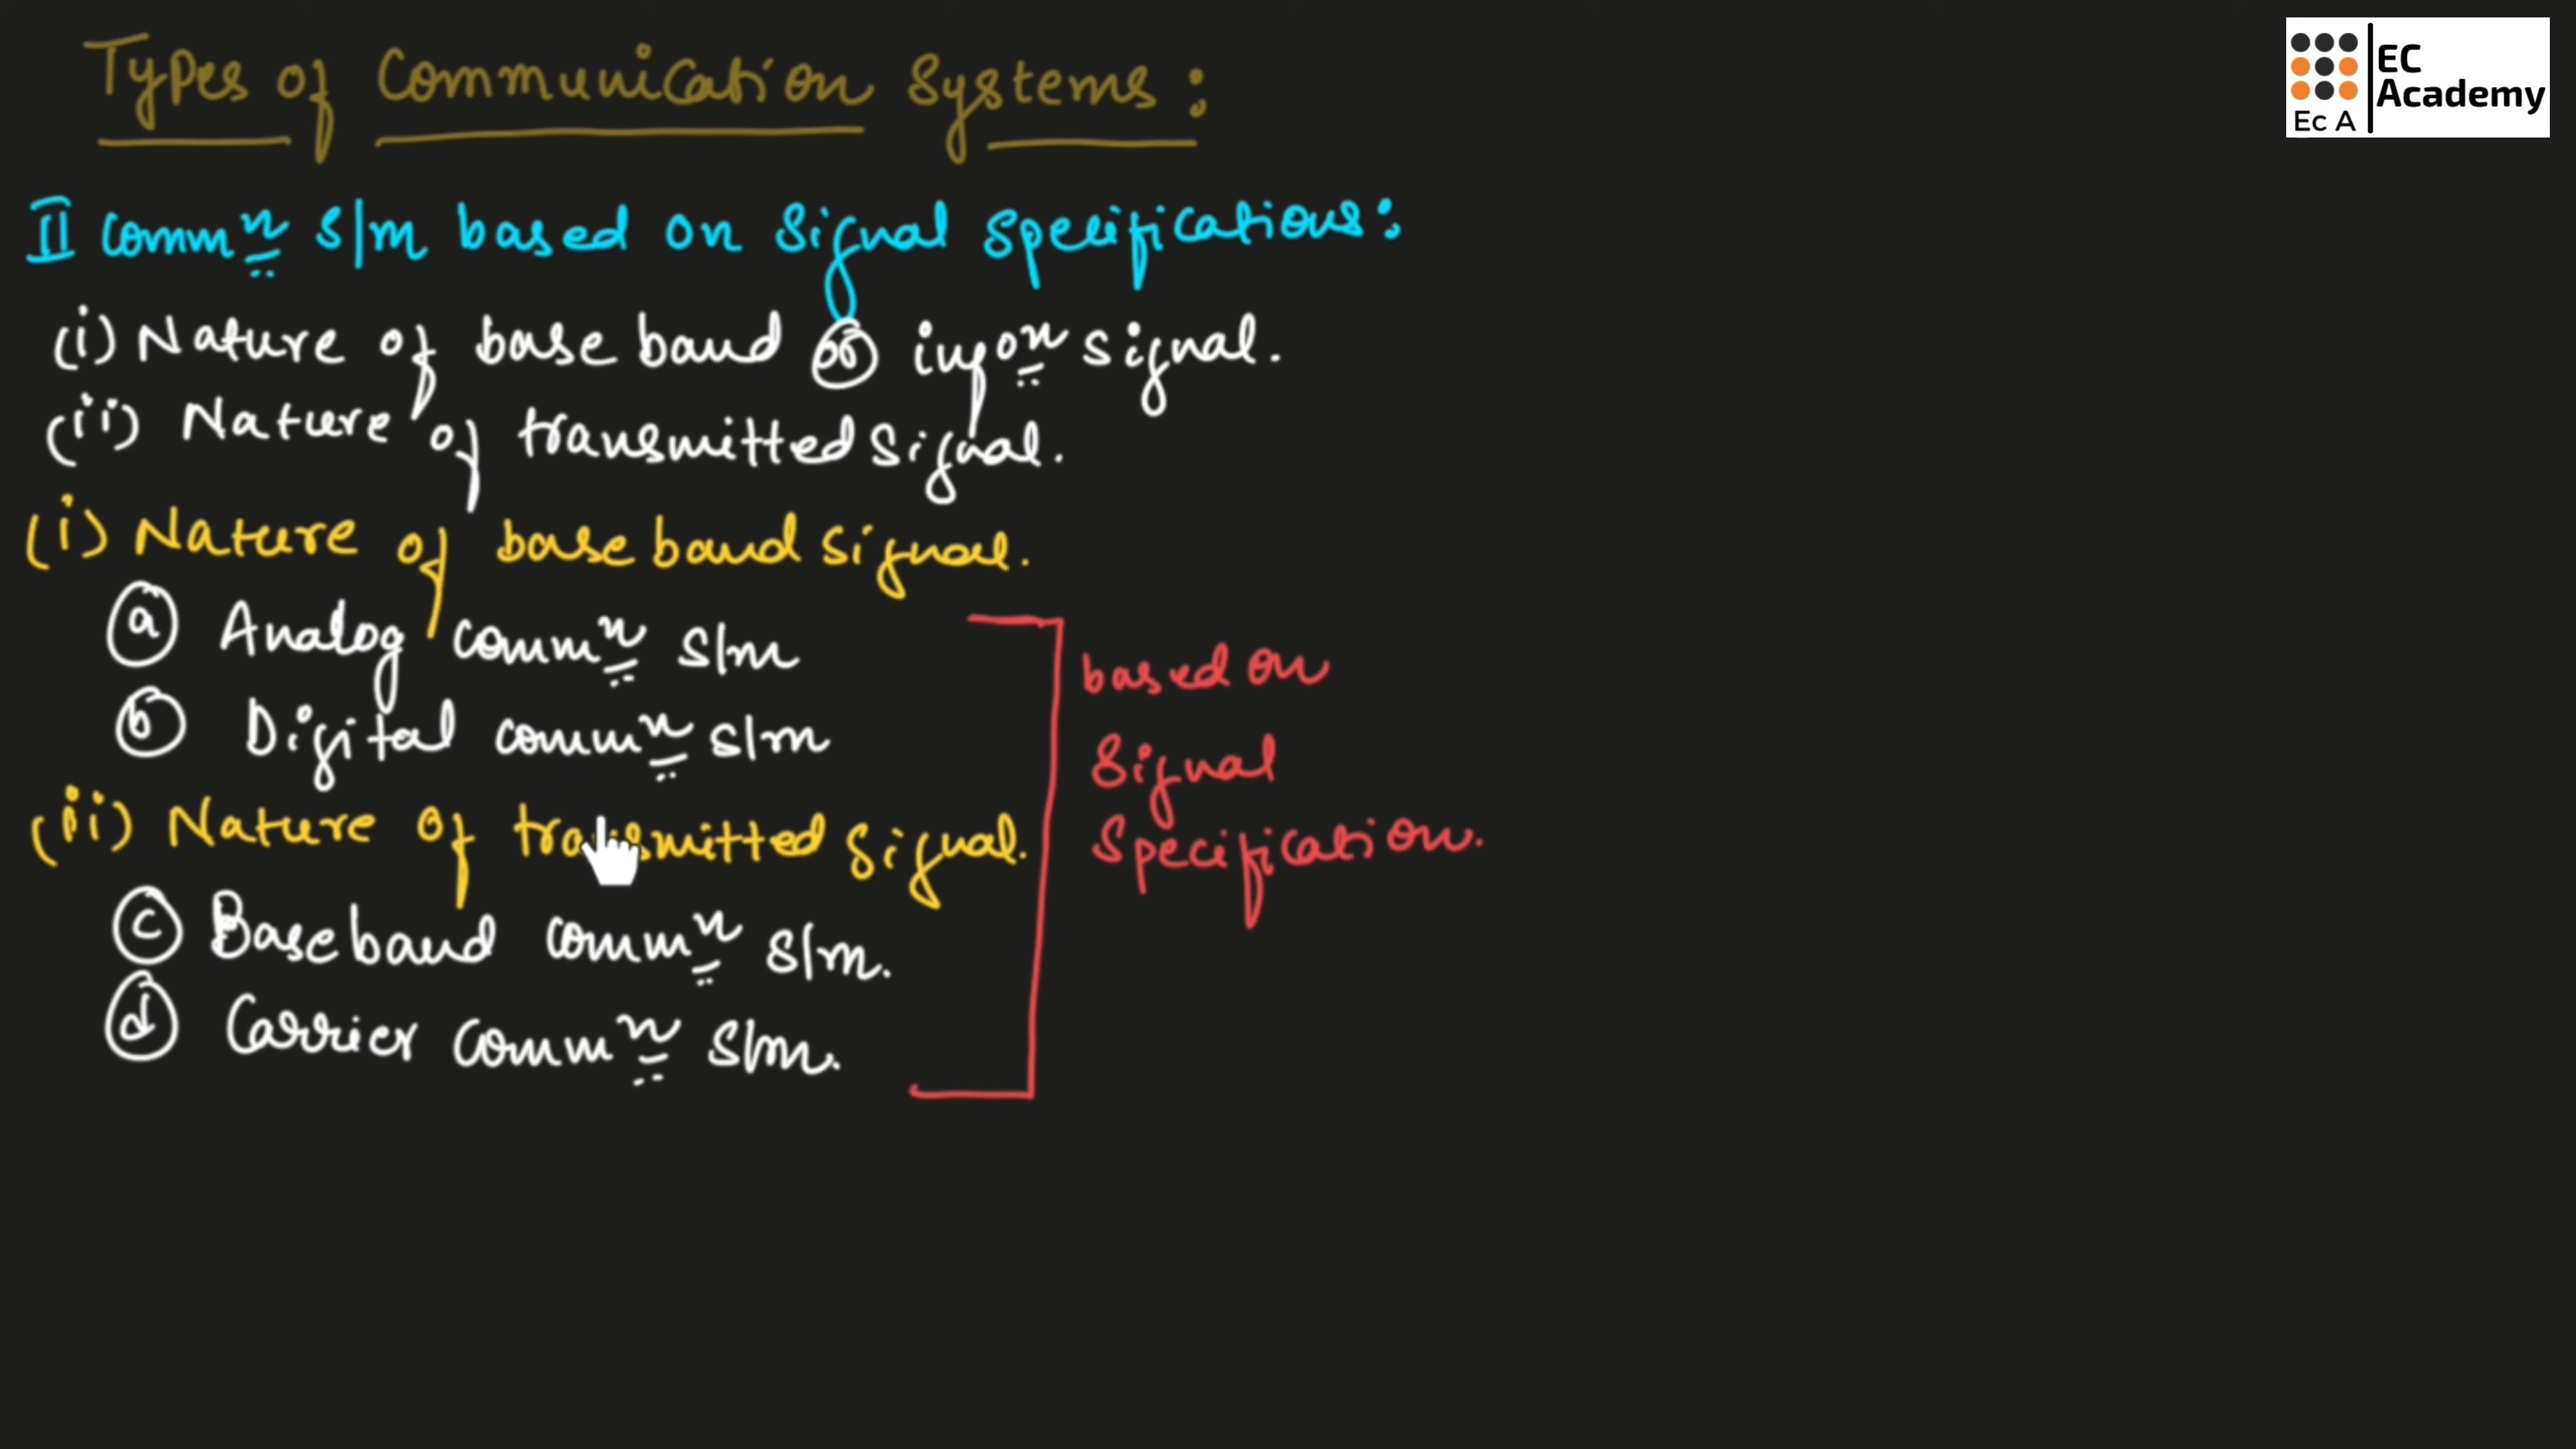 Types of Communication Systems:
EC
Academy
Ec A
II commⁿ s/m based on signal specifications:
(i) Nature of base band or infoⁿ signal.
(ii) Nature of transmitted signal.
(i) Nature of base band signal.
(a) Analog commⁿ s/m
(b) Digital commⁿ s/m
(ii) Nature of transmitted signal.
(c) Baseband commⁿ s/m.
(d) Carrier commⁿ s/m.
based on
signal
specification.